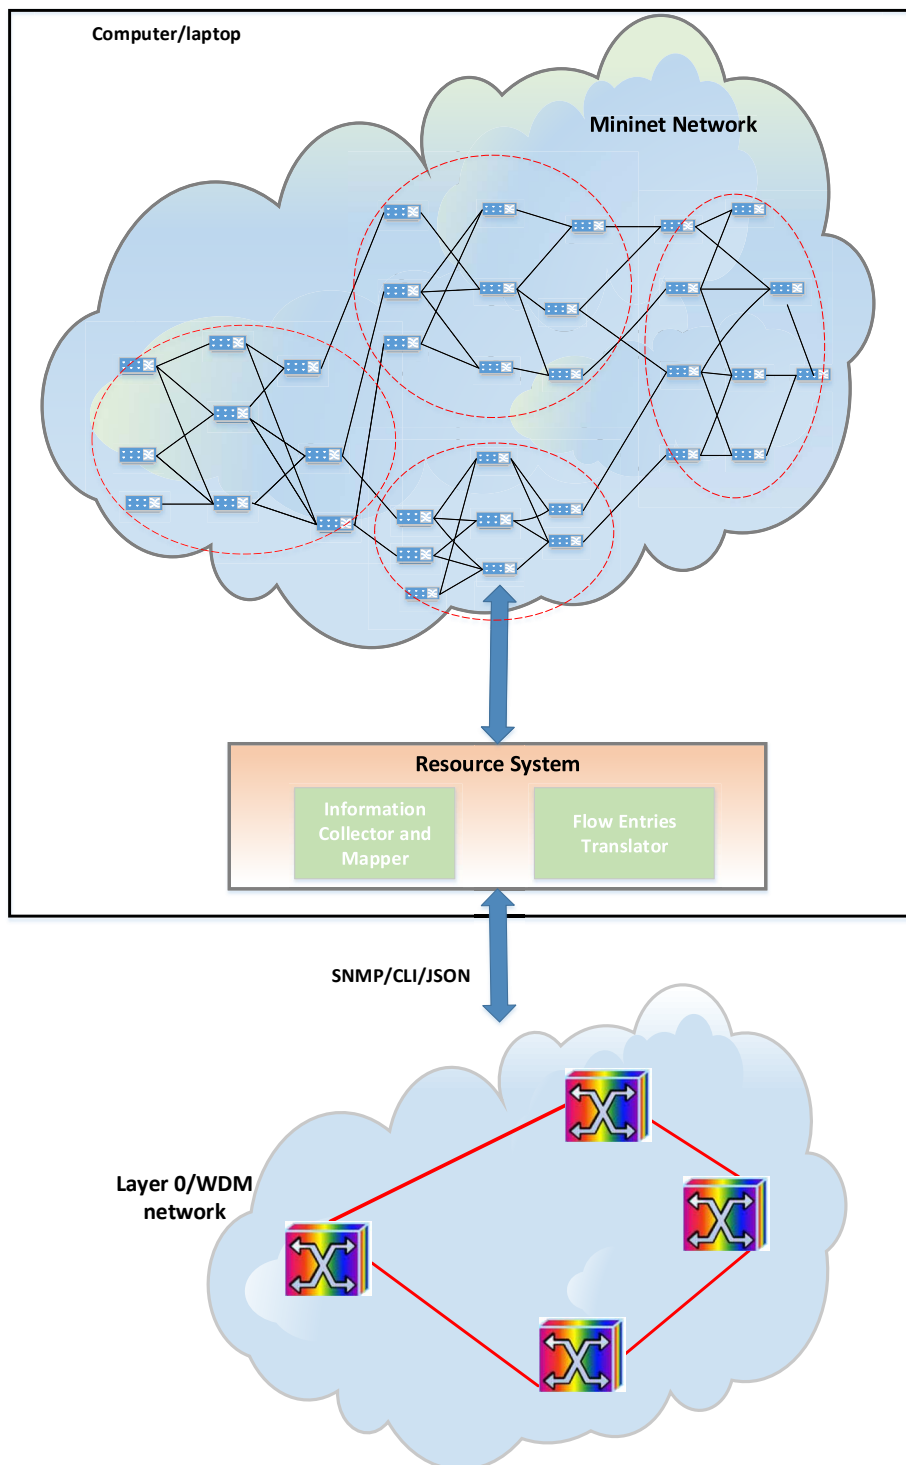 Computer/laptop
Mininet Network
Resource System
Information
Collector and
Mapper
Flow Entries
Translator
SNMP/CLI/JSON
Layer 0/WDM
network